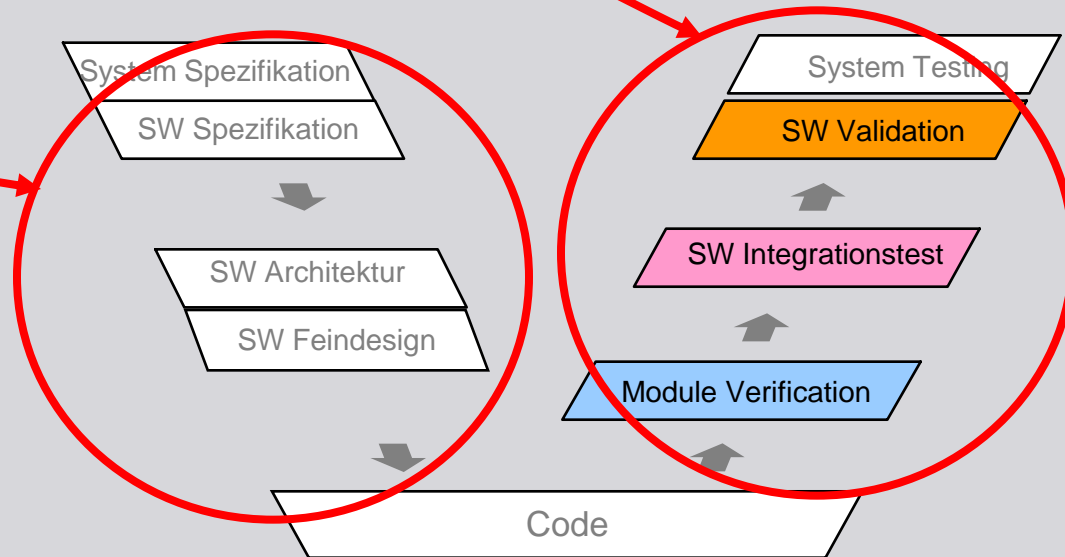 System Spezifikation
SW Spezifikation
SW Architektur
SW Feindesign
Code
System Testing
SW Validation
SW Integrationstest
Module Verification